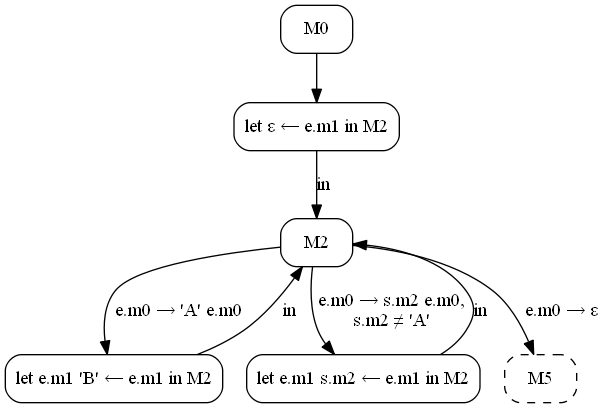 M0
let ε ← e.m1 in M2
in
M2
e.m0 → 'A' e.m0
in
e.m0 → s.m2 e.m0,
s.m2 ≠ 'A'
in
e.m0 → ε
let e.m1 'B' ← e.m1 in M2
let e.m1 s.m2 ← e.m1 in M2
M5